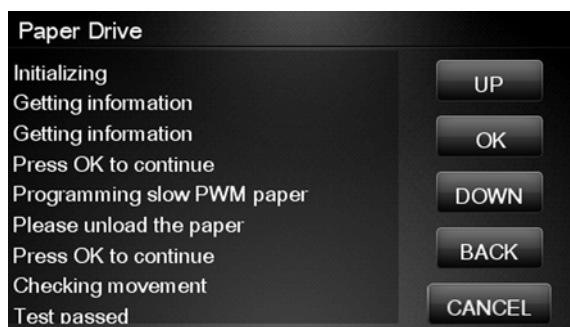 Paper Drive
Initializing
Getting information
Getting information
Press OK to continue
Programming slow PWM paper
Please unload the paper
Press OK to continue
Checking movement
Test passed
UP
OK
DOWN
BACK
CANCEL